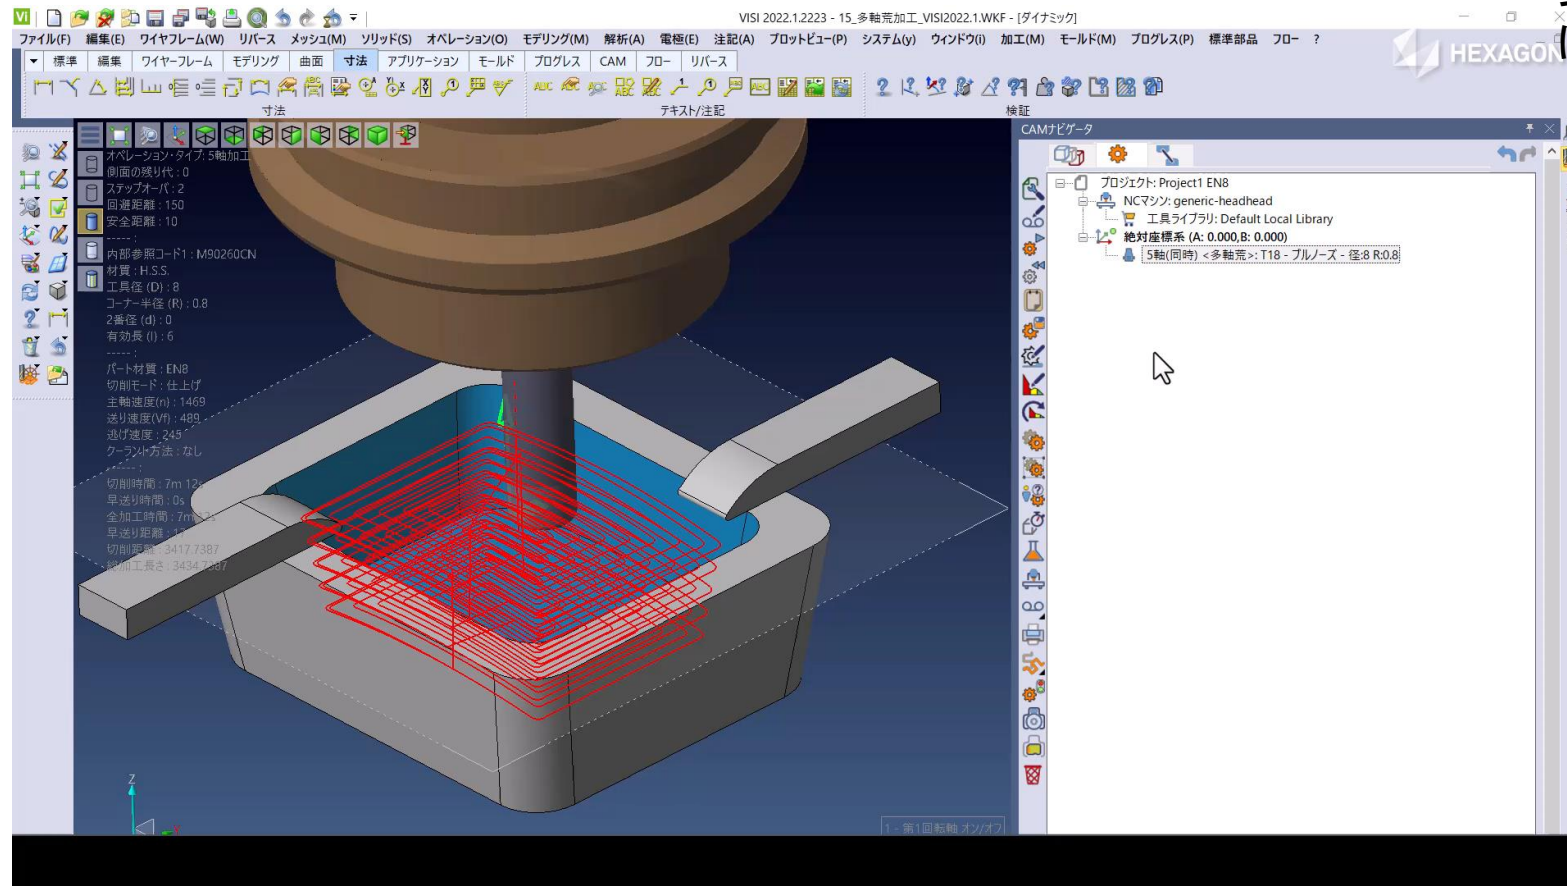 VISI 2022.1.2223 - 15_多軸荒加工_VISI2022.1.WKF - [ダイナミック]
ファイル(F) 編集(E) ワイヤフレーム(W) リバース メッシュ(M) ソリッド(S) オペレーション(O) モデリング(M) 解析(A) 電極(E) 注記(A) プロットビュー(P) システム(y) ウィンドウ(i) 加工(M) モールド(M) プログレス(P) 標準部品 フロー ?
HEXAGON
標準 編集 ワイヤーフレーム モデリング 曲面 寸法 アプリケーション モールド プログレス CAM フロー リバース
寸法 テキスト/注記 検証
CAMナビゲータ
オペレーション・タイプ: 5軸加工
側面の残り代 : 0
ステップオーバ : 2
回避距離 : 150
安全距離 : 10
----- :
内部参照コード1 : M90260CN
材質 : H.S.S.
工具径 (D) : 8
コーナー半径 (R) : 0.8
2番径 (d) : 0
有効長 (l) : 6
----- :
パート材質 : EN8
切削モード : 仕上げ
主軸速度(n) : 1469
送り速度(Vf) : 489
逃げ速度 : 245
クーラント方法 : なし
----- :
切削時間 : 7m 12s
早送り時間 : 0s
全加工時間 : 7m 12s
早送り距離 : 17
切削距離 : 3417.7387
総加工長さ : 3434.7387
プロジェクト: Project1 EN8
NCマシン: generic-headhead
工具ライブラリ: Default Local Library
絶対座標系 (A: 0.000,B: 0.000)
5軸(同時) <多軸荒>: T18 - ブルノーズ - 径:8 R:0.8
Z
1 - 第1回転軸 オン/オフ